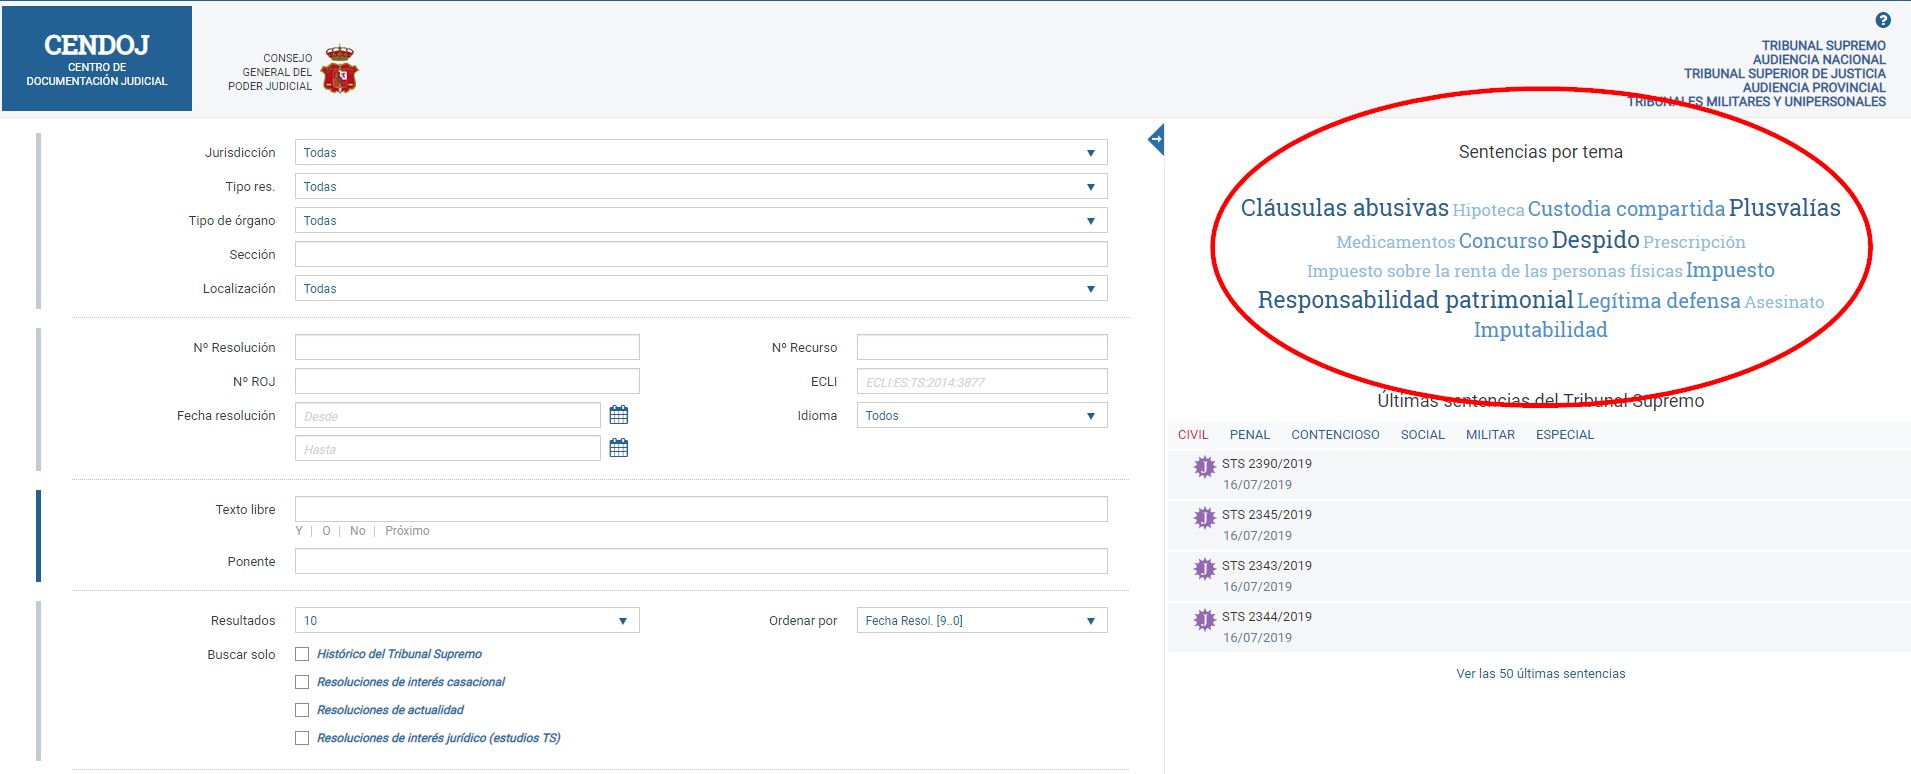 CENDOJ
CENTRO DE
DOCUMENTACIÓN JUDICIAL
CONSEJO
GENERAL DEL
PODER JUDICIAL
?
TRIBUNAL SUPREMO
AUDIENCIA NACIONAL
TRIBUNAL SUPERIOR DE JUSTICIA
AUDIENCIA PROVINCIAL
TRIBUNALES MILITARES Y UNIPERSONALES
Jurisdicción Todas
Tipo res. Todas
Tipo de órgano Todas
Sección
Localización Todas
Nº Resolución Nº Recurso
Nº ROJ ECLI ECLI:ES:TS:2014:3877
Fecha resolución Desde Idioma Todos
Hasta
Texto libre
Y | O | No | Próximo
Ponente
Resultados 10 Ordenar por Fecha Resol. [9..0]
Buscar solo Histórico del Tribunal Supremo
Resoluciones de interés casacional
Resoluciones de actualidad
Resoluciones de interés jurídico (estudios TS)
Sentencias por tema
Cláusulas abusivas Hipoteca Custodia compartida Plusvalías
Medicamentos Concurso Despido Prescripción
Impuesto sobre la renta de las personas físicas Impuesto
Responsabilidad patrimonial Legítima defensa Asesinato
Imputabilidad
Últimas sentencias del Tribunal Supremo
CIVIL PENAL CONTENCIOSO SOCIAL MILITAR ESPECIAL
J STS 2390/2019
16/07/2019
J STS 2345/2019
16/07/2019
J STS 2343/2019
16/07/2019
J STS 2344/2019
16/07/2019
Ver las 50 últimas sentencias